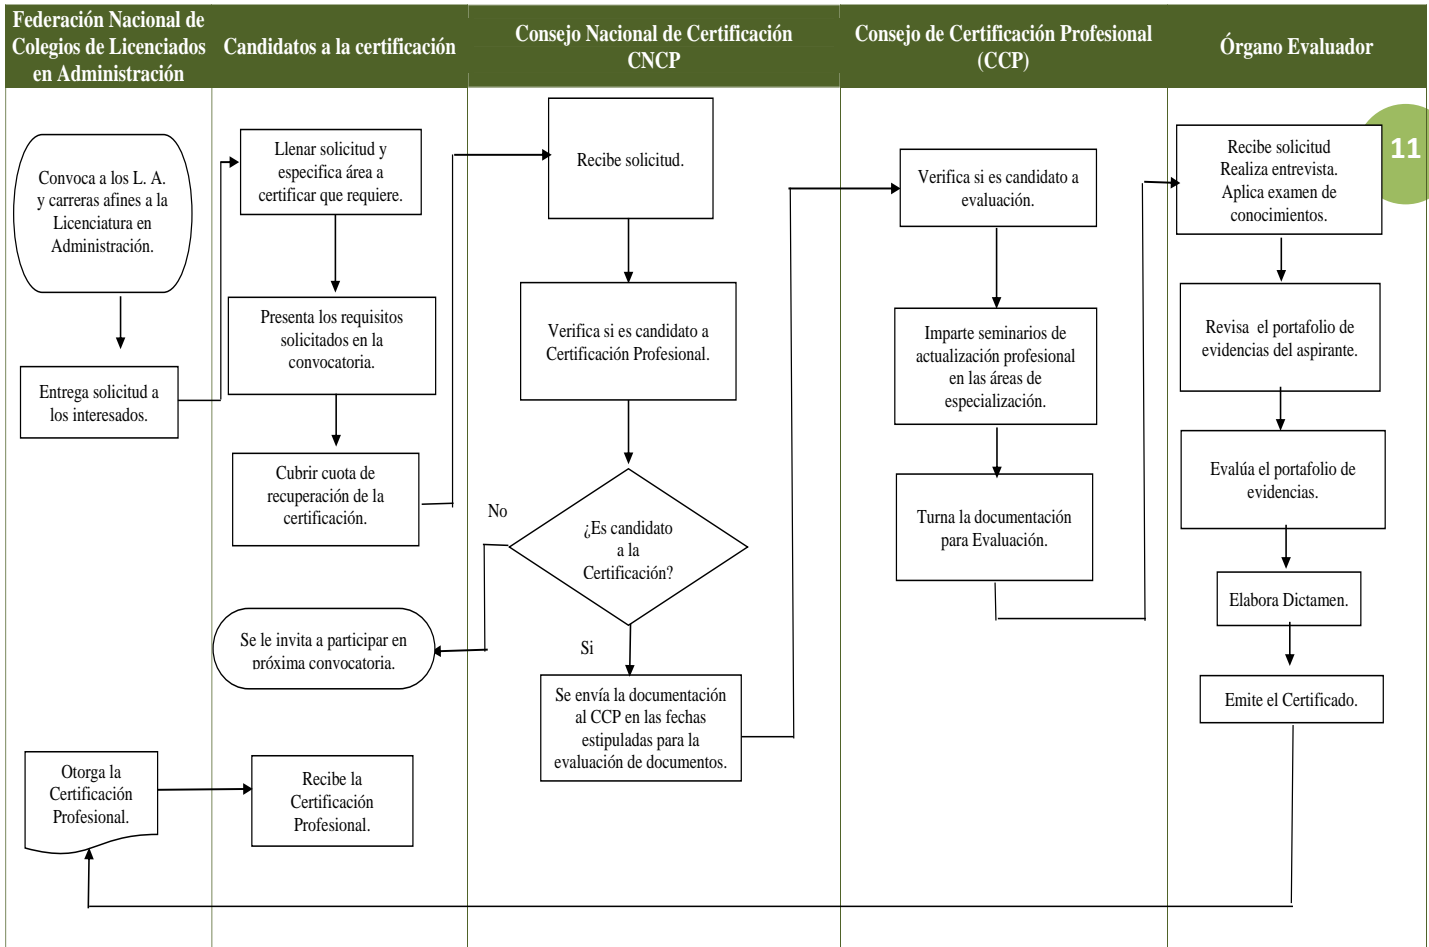 Federación Nacional de
Colegios de Licenciados
en Administración
Candidatos a la certificación
Consejo Nacional de Certificación
CNCP
Consejo de Certificación Profesional
(CCP)
Órgano Evaluador
11
Convoca a los L. A.
y carreras afines a la
Licenciatura en
Administración.
Entrega solicitud a
los interesados.
Otorga la
Certificación
Profesional.
Llenar solicitud y
especifica área a
certificar que requiere.
Presenta los requisitos
solicitados en la
convocatoria.
Cubrir cuota de
recuperación de la
certificación.
Se le invita a participar en
próxima convocatoria.
Recibe la
Certificación
Profesional.
Recibe solicitud.
Verifica si es candidato a
Certificación Profesional.
No
¿Es candidato
a la
Certificación?
Si
Se envía la documentación
al CCP en las fechas
estipuladas para la
evaluación de documentos.
Verifica si es candidato a
evaluación.
Imparte seminarios de
actualización profesional
en las áreas de
especialización.
Turna la documentación
para Evaluación.
Recibe solicitud
Realiza entrevista.
Aplica examen de
conocimientos.
Revisa el portafolio de
evidencias del aspirante.
Evalúa el portafolio de
evidencias.
Elabora Dictamen.
Emite el Certificado.